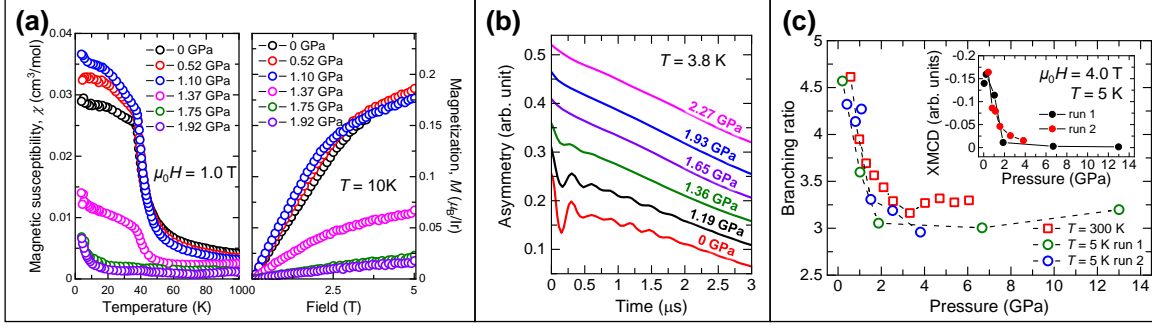 (a)
0.04
0.03
0.02
0.01
0
Magnetic susceptibility, χ (cm³/mol)
0 GPa
0.52 GPa
1.10 GPa
1.37 GPa
1.75 GPa
1.92 GPa
μ₀H = 1.0 T
0 20 40 60 80 100
Temperature (K)
0 GPa
0.52 GPa
1.10 GPa
1.37 GPa
1.75 GPa
1.92 GPa
T = 10K
0 2.5 5
Field (T)
0.2
0.15
0.1
0.05
0
Magnetization, M (μB/Ir)
(b)
T = 3.8 K
0.5
0.4
0.3
0.2
0.1
Asymmetry (arb. unit)
2.27 GPa
1.93 GPa
1.65 GPa
1.36 GPa
1.19 GPa
0 GPa
0 0.5 1 1.5 2 2.5 3
Time (μs)
(c)
5
4.5
4
3.5
3
2.5
Branching ratio
-0.2
-0.15
-0.1
-0.05
0
XMCD (arb. units)
μ₀H = 4.0 T
T = 5 K
run 1
run 2
0 2 4 6 8 10 12 14
Pressure (GPa)
T = 300 K
T = 5 K run 1
T = 5 K run 2
0 2 4 6 8 10 12 14
Pressure (GPa)